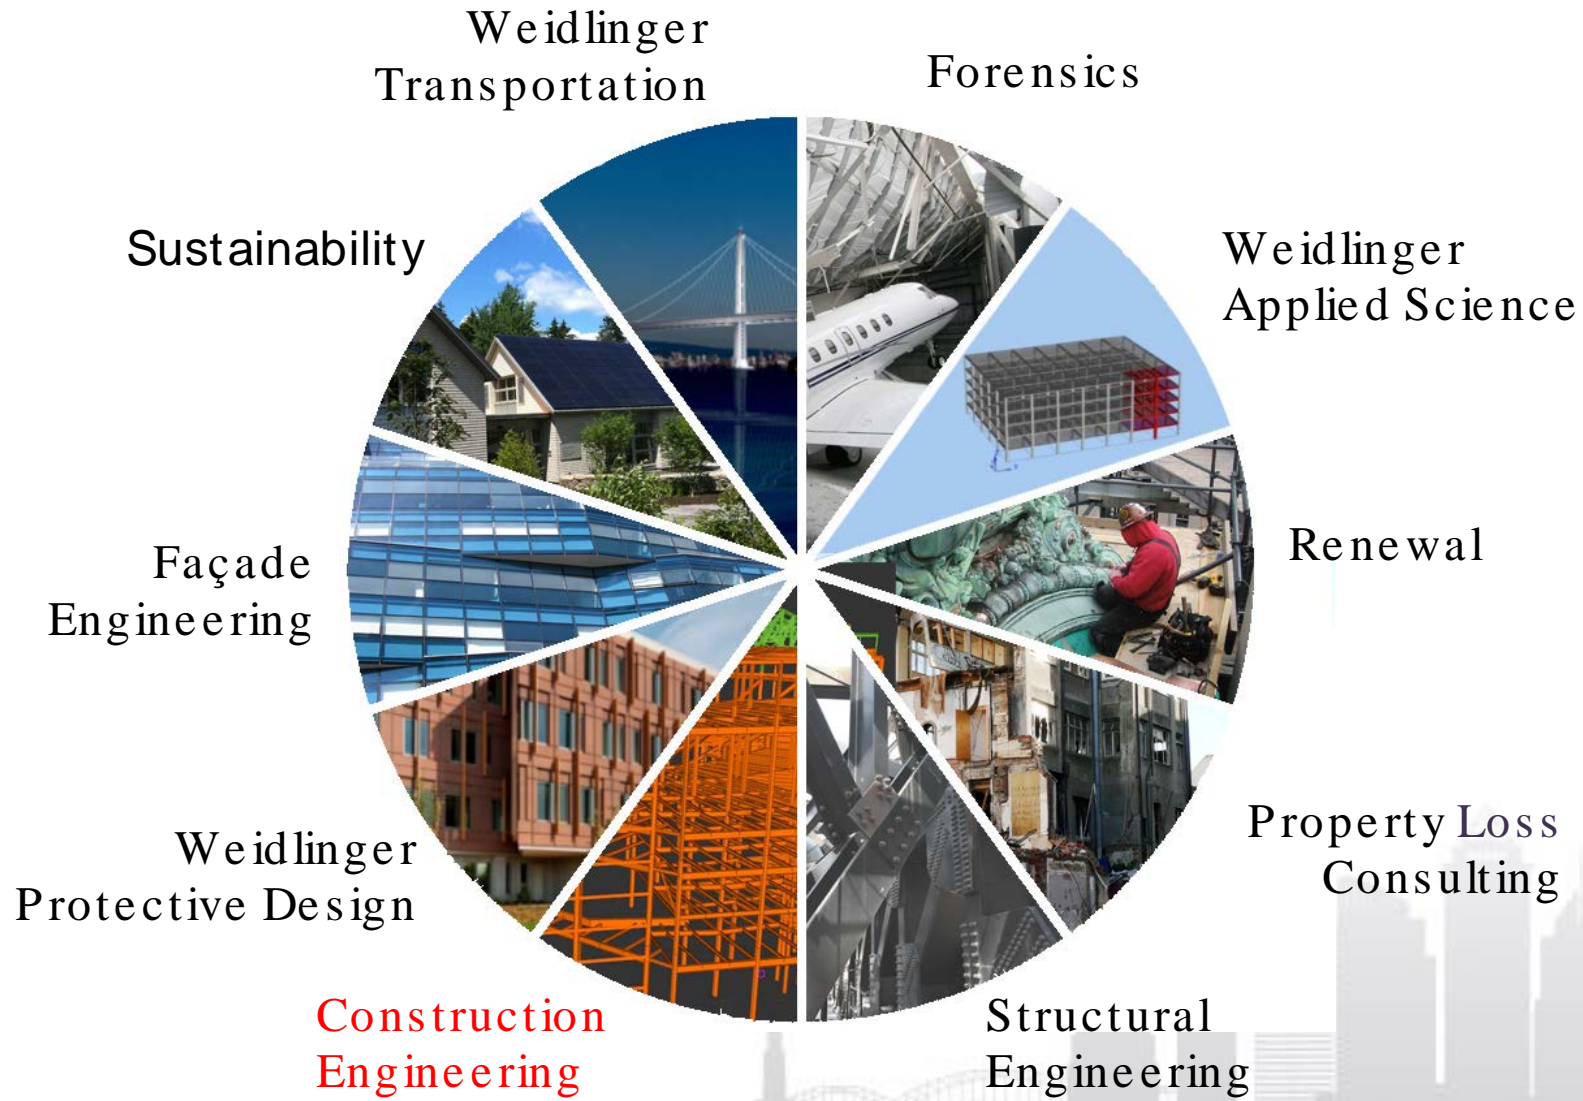 Weidlinger
Transportation
Forensics
Sustainability
Weidlinger
Applied Science
Façade
Engineering
Renewal
Weidlinger
Protective Design
Property Loss
Consulting
Construction
Engineering
Structural
Engineering